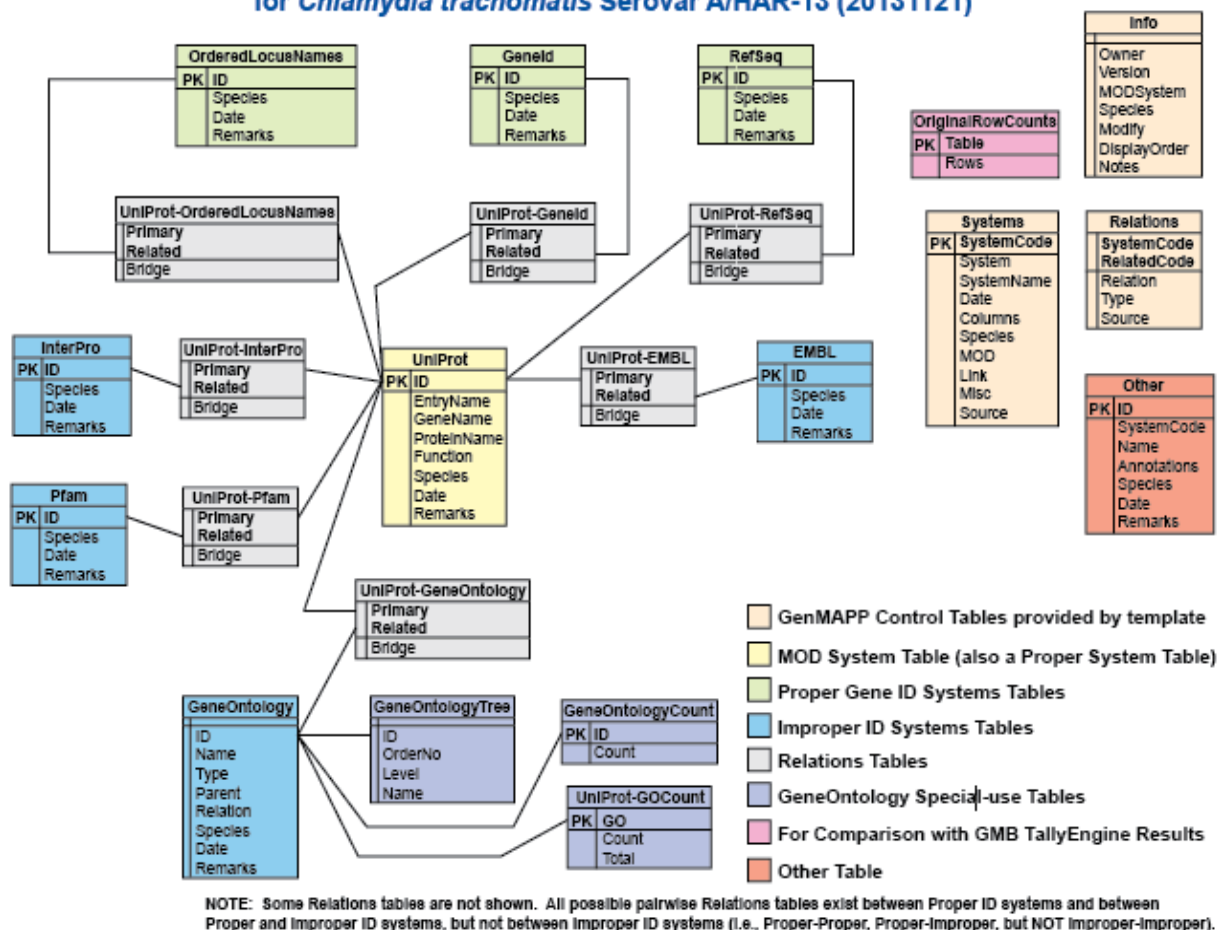 for Chlamydia trachomatis Serovar A/HAR-13 (20131121)
OrderedLocusNames
PK ID
Species
Date
Remarks
GeneId
PK ID
Species
Date
Remarks
RefSeq
PK ID
Species
Date
Remarks
Info
Owner
Version
MODSystem
Species
Modify
DisplayOrder
Notes
OriginalRowCounts
PK Table
Rows
UniProt-OrderedLocusNames
Primary
Related
Bridge
UniProt-GeneId
Primary
Related
Bridge
UniProt-RefSeq
Primary
Related
Bridge
Systems
PK SystemCode
System
SystemName
Date
Columns
Species
MOD
Link
Misc
Source
Relations
SystemCode
RelatedCode
Relation
Type
Source
InterPro
PK ID
Species
Date
Remarks
UniProt-InterPro
Primary
Related
Bridge
UniProt
PK ID
EntryName
GeneName
ProteinName
Function
Species
Date
Remarks
UniProt-EMBL
Primary
Related
Bridge
EMBL
PK ID
Species
Date
Remarks
Other
PK ID
SystemCode
Name
Annotations
Species
Date
Remarks
Pfam
PK ID
Species
Date
Remarks
UniProt-Pfam
Primary
Related
Bridge
UniProt-GeneOntology
Primary
Related
Bridge
GeneOntology
ID
Name
Type
Parent
Relation
Species
Date
Remarks
GeneOntologyTree
ID
OrderNo
Level
Name
GeneOntologyCount
PK ID
Count
UniProt-GOCount
PK GO
Count
Total
GenMAPP Control Tables provided by template
MOD System Table (also a Proper System Table)
Proper Gene ID Systems Tables
Improper ID Systems Tables
Relations Tables
GeneOntology Special-use Tables
For Comparison with GMB TallyEngine Results
Other Table
NOTE: Some Relations tables are not shown. All possible pairwise Relations tables exist between Proper ID systems and between
Proper and Improper ID systems, but not between Improper ID systems (i.e., Proper-Proper, Proper-Improper, but NOT Improper-Improper).